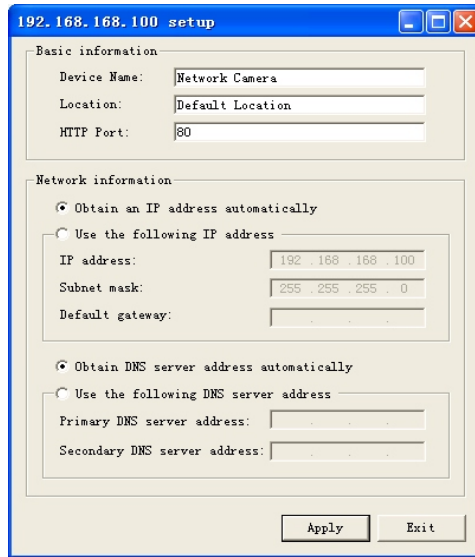 192.168.168.100 setup
Basic information
Device Name: Network Camera
Location: Default Location
HTTP Port: 80
Network information
Obtain an IP address automatically
Use the following IP address
IP address: 192 . 168 . 168 . 100
Subnet mask: 255 . 255 . 255 . 0
Default gateway: . . .
Obtain DNS server address automatically
Use the following DNS server address
Primary DNS server address: . . .
Secondary DNS server address: . . .
Apply Exit